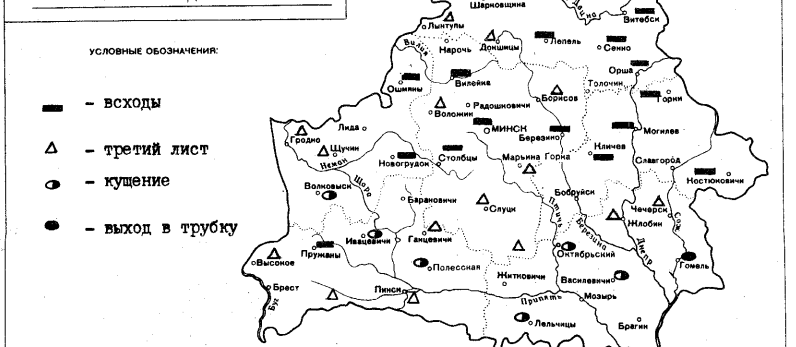 Шарковщина
Двина
Витебск
Лынтупы
Вилия
Нарочь
Докшицы
Лепель
Сенно
УСЛОВНЫЕ ОБОЗНАЧЕНИЯ:
Орша
Ошмяны
Вилейка
Толочин
Борисов
Горки
- всходы
Воложин
Радошковичи
Лида
МИНСК
Березино
Могилев
Гродно
Щучин
Кличев
- третий лист
Неман
Новогрудок
Столбцы
Марьина Горка
Славгород
Костюковичи
- кущение
Волковыск
Щара
Барановичи
Слуцк
Птичь
Бобруйск
Березина
Чечерск
Сож
Жлобин
- выход в трубку
Ивацевичи
Ганцевичи
Днепр
Пружаны
Октябрьский
Высокое
Полесская
Гомель
Житковичи
Василевичи
Брест
Пинск
Припять
Мозырь
Буг
Лельчицы
Брагин